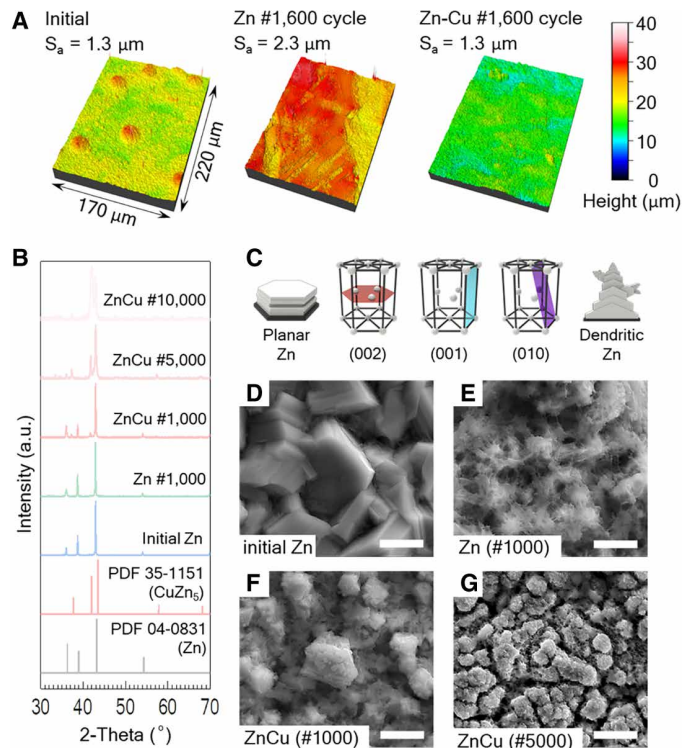 A
Initial
Sa = 1.3 μm
Zn #1,600 cycle
Sa = 2.3 μm
Zn-Cu #1,600 cycle
Sa = 1.3 μm
170 μm
220 μm
40
30
20
10
0
Height (μm)
B
ZnCu #10,000
ZnCu #5,000
ZnCu #1,000
Zn #1,000
Initial Zn
PDF 35-1151
(CuZn₅)
PDF 04-0831
(Zn)
Intensity (a.u.)
30 40 50 60 70
2-Theta (°)
C
Planar
Zn
(002)
(001)
(010)
Dendritic
Zn
D
initial Zn
E
Zn (#1000)
F
ZnCu (#1000)
G
ZnCu (#5000)